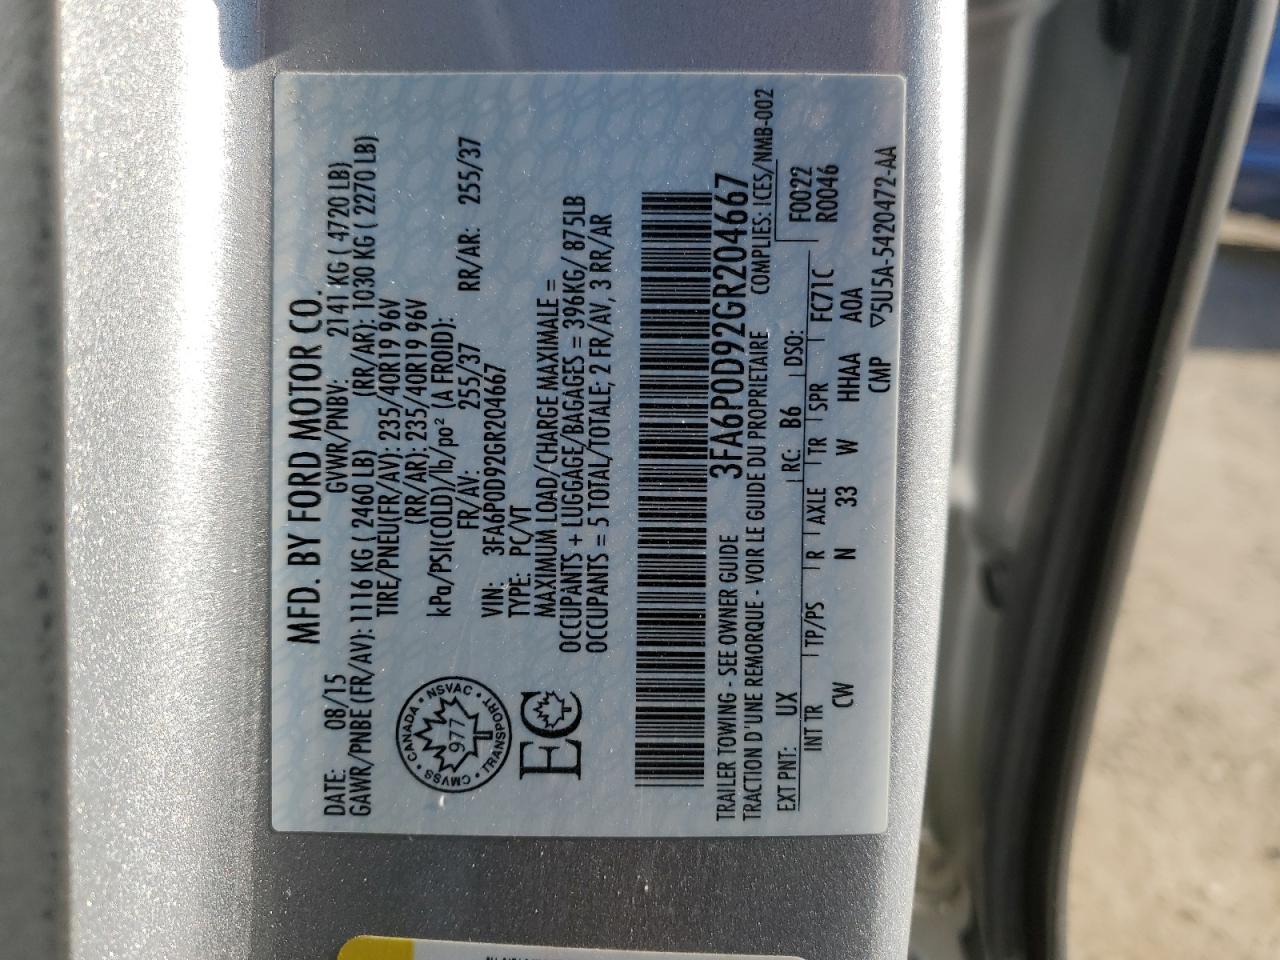 MFD. BY FORD MOTOR CO.
DATE: 08/15 GVWR/PNBV: 2141 KG ( 4720 LB)
GAWR/PNBE (FR/AV): 1116 KG ( 2460 LB) (RR/AR): 1030 KG ( 2270 LB)
TIRE/PNEU(FR/AV): 235/40R19 96V
(RR/AR): 235/40R19 96V
kPa/PSI(COLD)/lb/po² (A FROID):
FR/AV: 255/37 RR/AR: 255/37
VIN: 3FA6P0D92GR204667
TYPE: PC/VT
MAXIMUM LOAD/CHARGE MAXIMALE =
OCCUPANTS + LUGGAGE/BAGAGES = 396KG/ 875LB
OCCUPANTS = 5 TOTAL/TOTALE; 2 FR/AV, 3 RR/AR
CANADA • NSVAC • TRANSPORT • CMVSS •
977
EC
3FA6P0D92GR204667
TRAILER TOWING - SEE OWNER GUIDE
TRACTION D'UNE REMORQUE - VOIR LE GUIDE DU PROPRIETAIRE COMPLIES: ICES/NMB-002
EXT PNT: UX RC: B6 DSO: F0022
INT TR TP/PS R AXLE TR SPR FC71C R0046
CW N 33 W HHAA A0A
CMP ▽5U5A-5420472-AA